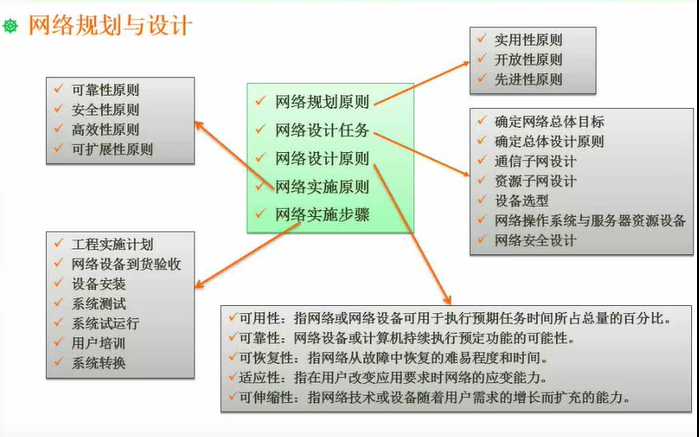 网络规划与设计
实用性原则
开放性原则
先进性原则
可靠性原则
安全性原则
高效性原则
可扩展性原则
网络规划原则
网络设计任务
网络设计原则
网络实施原则
网络实施步骤
确定网络总体目标
确定总体设计原则
通信子网设计
资源子网设计
设备选型
网络操作系统与服务器资源设备
网络安全设计
工程实施计划
网络设备到货验收
设备安装
系统测试
系统试运行
用户培训
系统转换
可用性：指网络或网络设备可用于执行预期任务时间所占总量的百分比。
可靠性：网络设备或计算机持续执行预定功能的可能性。
可恢复性：指网络从故障中恢复的难易程度和时间。
适应性：指在用户改变应用要求时网络的应变能力。
可伸缩性：指网络技术或设备随着用户需求的增长而扩充的能力。